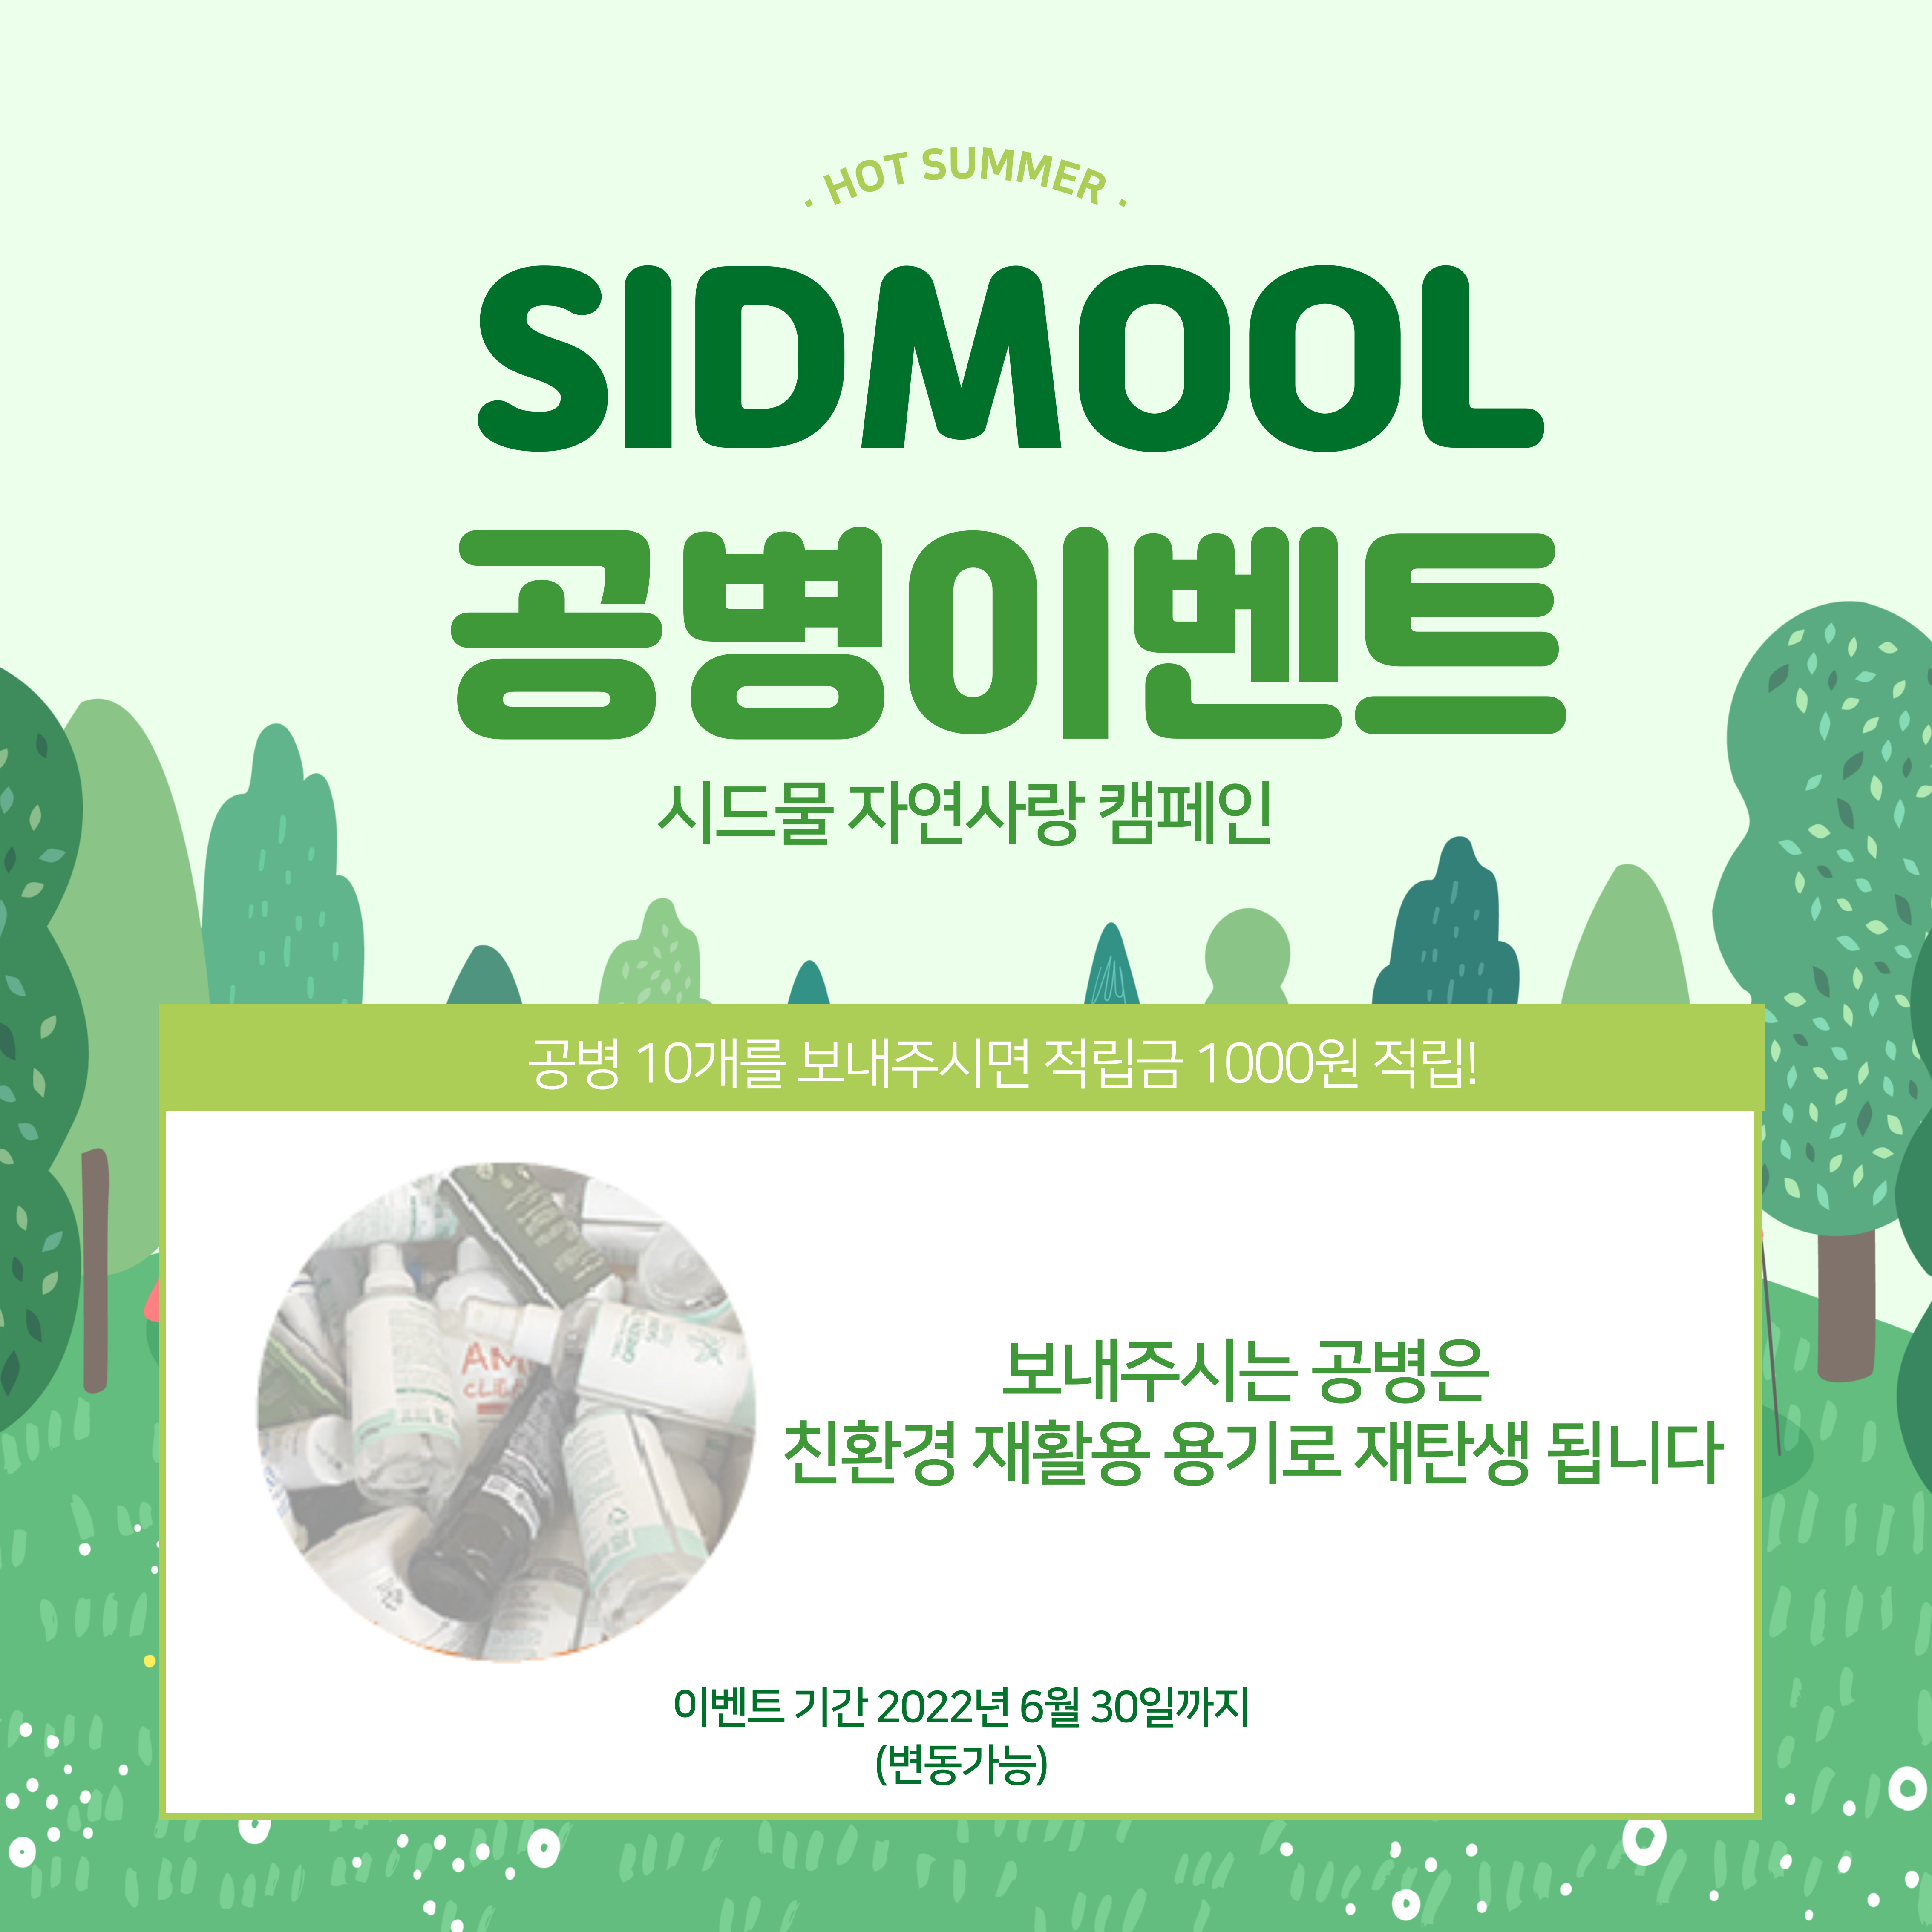 · HOT SUMMER ·
SIDMOOL
공병이벤트
시드물 자연사랑 캠페인
공병 10개를 보내주시면 적립금 1000원 적립!
보내주시는 공병은
친환경 재활용 용기로 재탄생 됩니다
이벤트 기간 2022년 6월 30일까지
(변동가능)